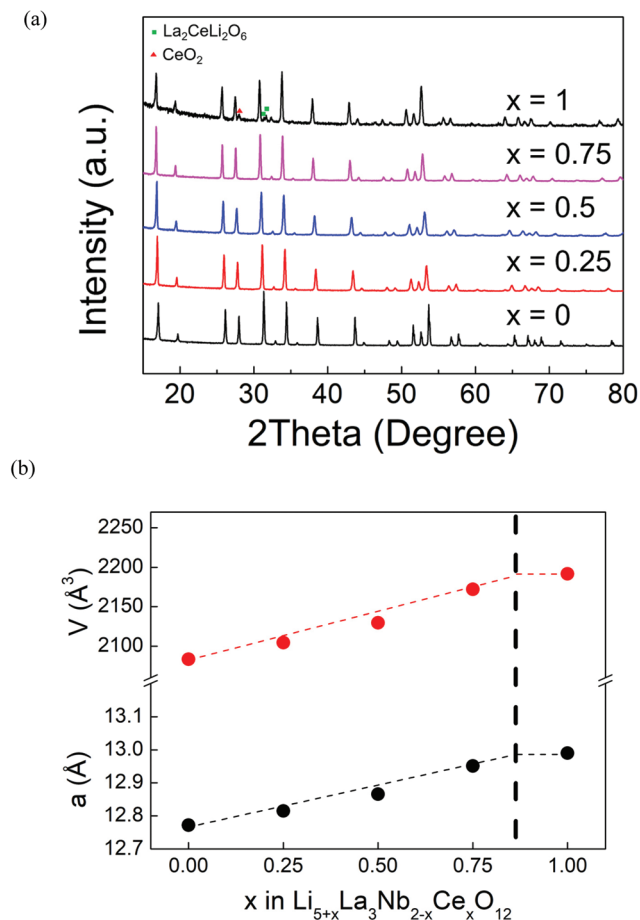 (a)
La₂CeLi₂O₆
CeO₂
x = 1
x = 0.75
x = 0.5
x = 0.25
x = 0
Intensity (a.u.)
20 30 40 50 60 70 80
2Theta (Degree)
(b)
2250
2200
2150
2100
V (Å³)
13.1
13.0
12.9
12.8
12.7
a (Å)
0.00 0.25 0.50 0.75 1.00
x in Li₅₊ₓLa₃Nb₂₋ₓCeₓO₁₂